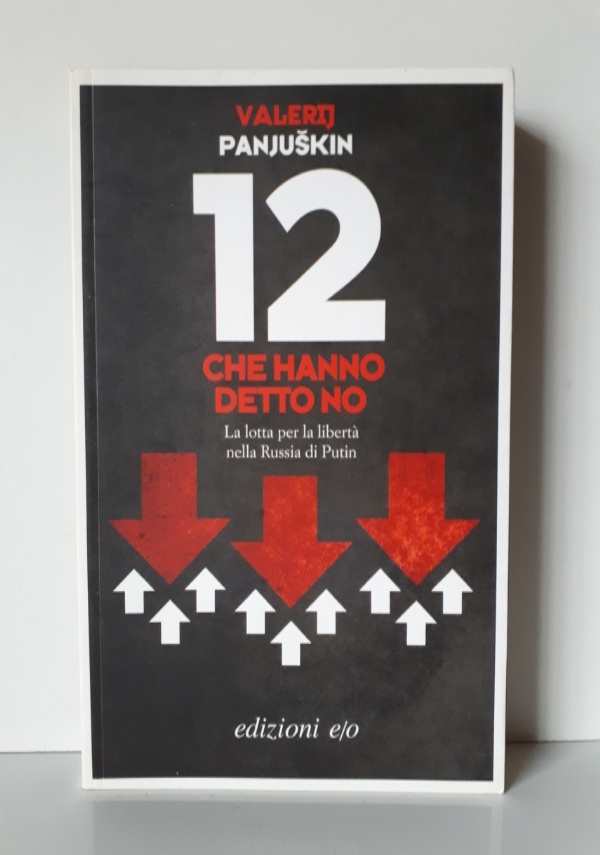 VALERIJ
PANJUŠKIN
12
CHE HANNO
DETTO NO
La lotta per la libertà
nella Russia di Putin
edizioni e/o